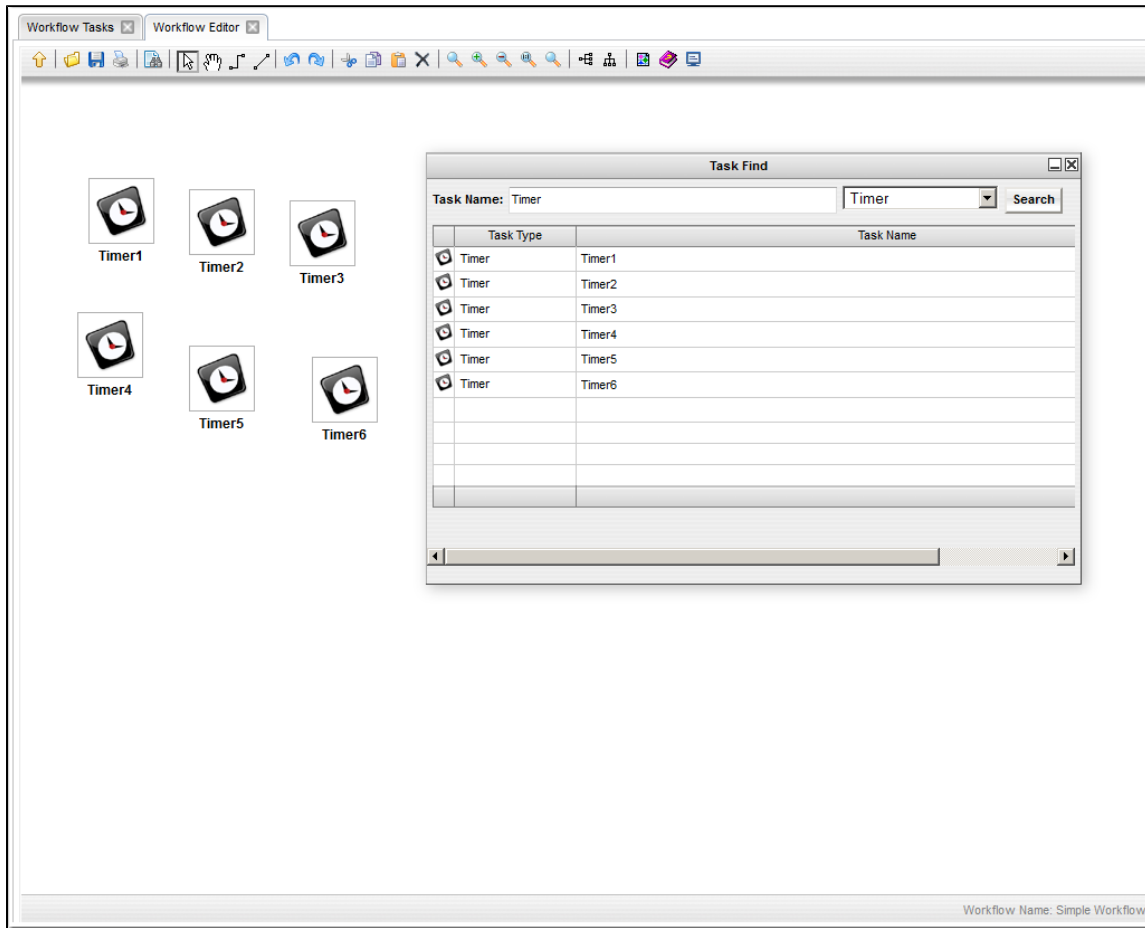 Workflow Tasks Workflow Editor
Task Find
Task Name: Timer Timer Search
Task Type Task Name
Timer Timer1
Timer Timer2
Timer Timer3
Timer Timer4
Timer Timer5
Timer Timer6
Timer1
Timer2
Timer3
Timer4
Timer5
Timer6
Workflow Name: Simple Workflow